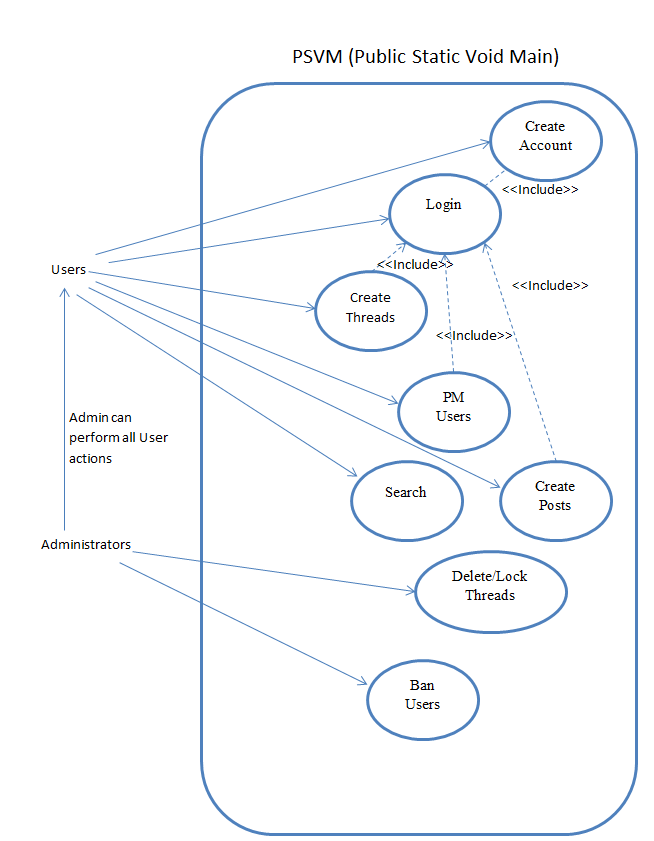 PSVM (Public Static Void Main)
Create
Account
<<Include>>
Login
<<Include>>
Users
<<Include>>
Create
Threads
<<Include>>
PM
Users
Admin can
perform all User
actions
Search
Create
Posts
Administrators
Delete/Lock
Threads
Ban
Users